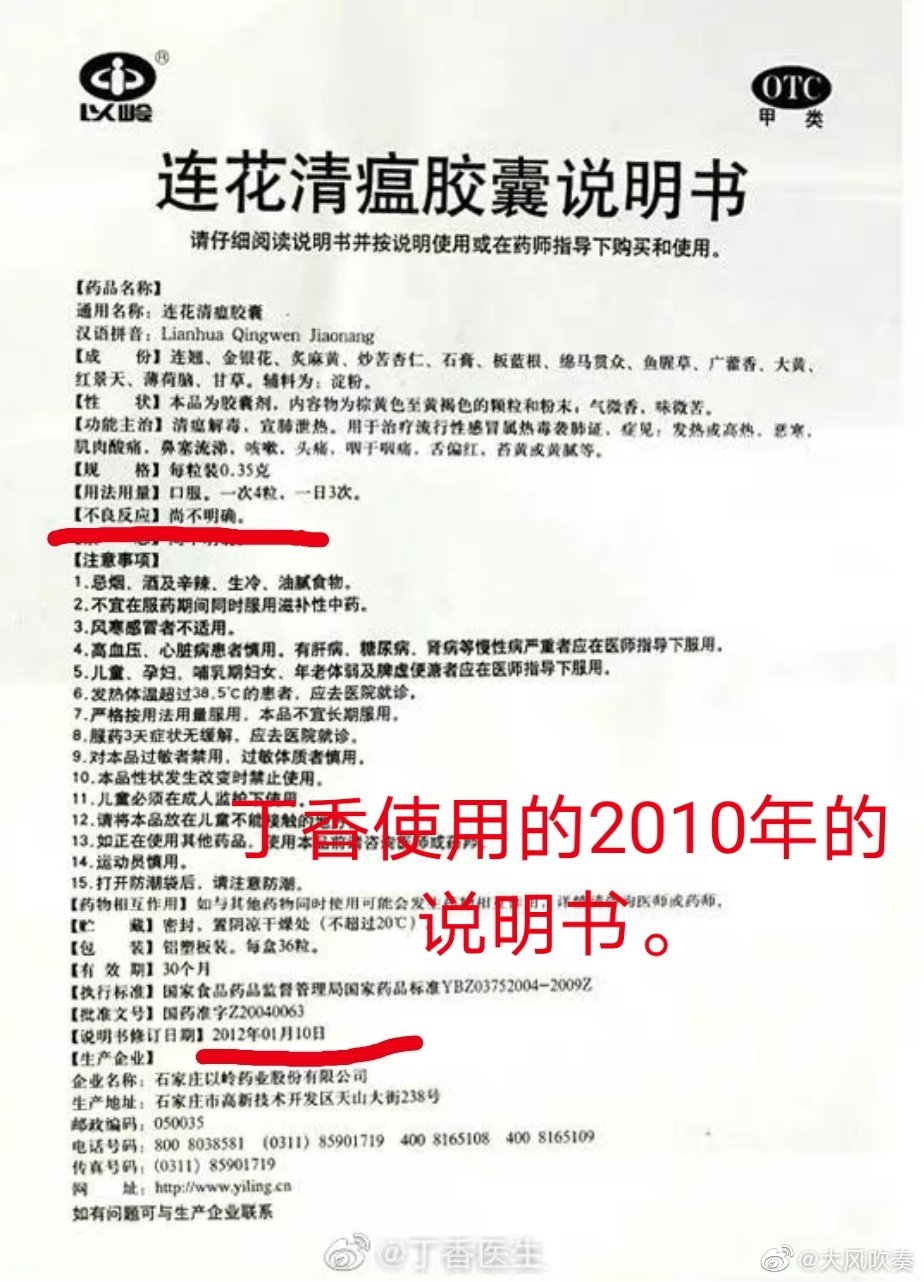 以岭
®
OTC
甲 类
连花清瘟胶囊说明书
请仔细阅读说明书并按说明使用或在药师指导下购买和使用。
【药品名称】
通用名称：连花清瘟胶囊
汉语拼音：Lianhua Qingwen Jiaonang
【成 份】连翘、金银花、炙麻黄、炒苦杏仁、石膏、板蓝根、绵马贯众、鱼腥草、广藿香、大黄、
红景天、薄荷脑、甘草。辅料为：淀粉。
【性 状】本品为胶囊剂，内容物为棕黄色至黄褐色的颗粒和粉末；气微香，味微苦。
【功能主治】清瘟解毒，宣肺泄热。用于治疗流行性感冒属热毒袭肺证，症见：发热或高热，恶寒，
肌肉酸痛，鼻塞流涕，咳嗽，头痛，咽干咽痛，舌偏红，苔黄或黄腻等。
【规 格】每粒装0.35克
【用法用量】口服。一次4粒，一日3次。
【不良反应】尚不明确。
【注意事项】
1.忌烟、酒及辛辣、生冷、油腻食物。
2.不宜在服药期间同时服用滋补性中药。
3.风寒感冒者不适用。
4.高血压、心脏病患者慎用。有肝病、糖尿病、肾病等慢性病严重者应在医师指导下服用。
5.儿童、孕妇、哺乳期妇女、年老体弱及脾虚便溏者应在医师指导下服用。
6.发热体温超过38.5℃的患者，应去医院就诊。
7.严格按用法用量服用，本品不宜长期服用。
8.服药3天症状无缓解，应去医院就诊。
9.对本品过敏者禁用，过敏体质者慎用。
10.本品性状发生改变时禁止使用。
11.儿童必须在成人监护下使用。
12.请将本品放在儿童不能接触的地方
13.如正在使用其他药品，使用本品前请咨询医师或药师
14.运动员慎用。
15.打开防潮袋后，请注意防潮。
丁香使用的2010年的
说明书。
【药物相互作用】如与其他药物同时使用可能会发生药物相互作用，详情请咨询医师或药师。
【贮 藏】密封，置阴凉干燥处（不超过20℃）
【包 装】铝塑板装。每盒36粒。
【有 效 期】30个月
【执行标准】国家食品药品监督管理局国家药品标准YBZ03752004-2009Z
【批准文号】国药准字Z20040063
【说明书修订日期】2012年01月10日
【生产企业】
企业名称：石家庄以岭药业股份有限公司
生产地址：石家庄市高新技术开发区天山大街238号
邮政编码：050035
电话号码：800 8038581 (0311) 85901719 400 8165108 400 8165109
传真号码：(0311) 85901719
网 址：http://www.yiling.cn
如有问题可与生产企业联系
@丁香医生
@大风吹奏